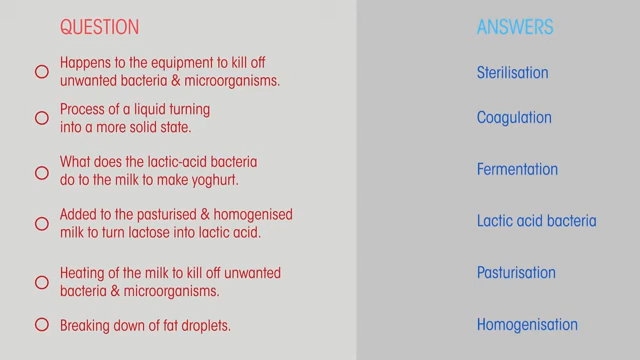 QUESTION
ANSWERS
Happens to the equipment to kill off
unwanted bacteria & microorganisms.
Sterilisation
Process of a liquid turning
into a more solid state.
Coagulation
What does the lactic-acid bacteria
do to the milk to make yoghurt.
Fermentation
Added to the pasturised & homogenised
milk to turn lactose into lactic acid.
Lactic acid bacteria
Heating of the milk to kill off unwanted
bacteria & microorganisms.
Pasturisation
Breaking down of fat droplets.
Homogenisation